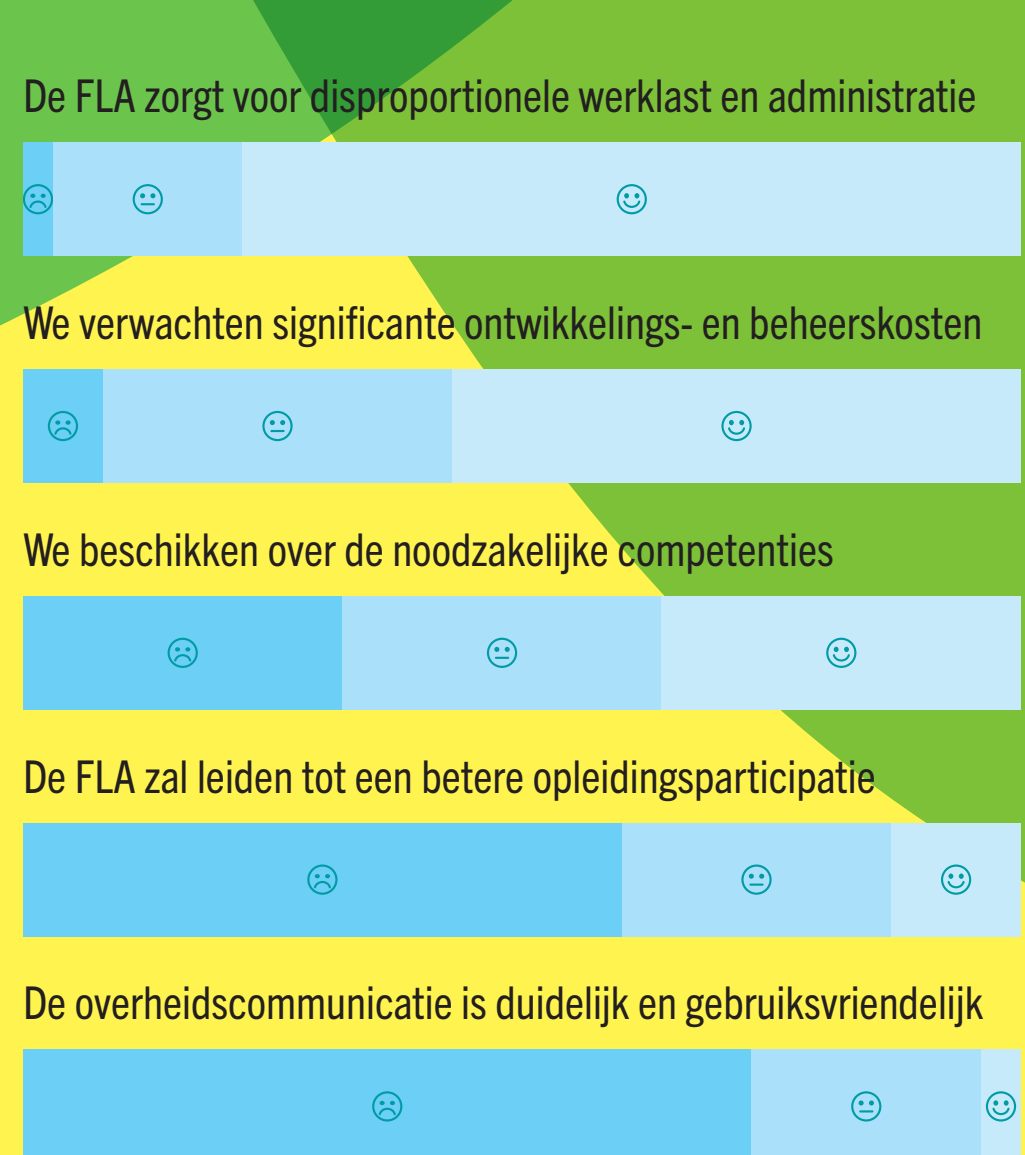 De FLA zorgt voor disproportionele werklast en administratie
We verwachten significante ontwikkelings- en beheerskosten
We beschikken over de noodzakelijke competenties
De FLA zal leiden tot een betere opleidingsparticipatie
De overheidscommunicatie is duidelijk en gebruiksvriendelijk